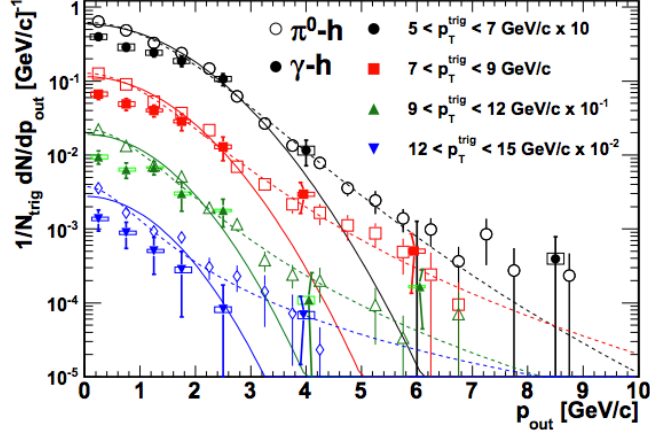 1/N_trig dN/dp_out [GeV/c]^-1
1
10^-1
10^-2
10^-3
10^-4
10^-5
π^0-h
γ-h
5 < p_T^trig < 7 GeV/c x 10
7 < p_T^trig < 9 GeV/c
9 < p_T^trig < 12 GeV/c x 10^-1
12 < p_T^trig < 15 GeV/c x 10^-2
0 1 2 3 4 5 6 7 8 9 10
p_out [GeV/c]